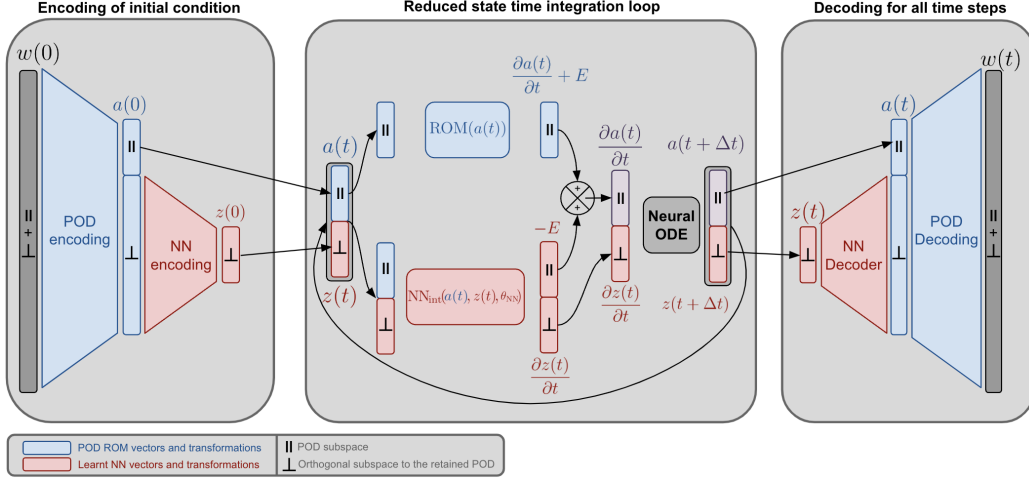 Encoding of initial condition
w(0)
a(0)
||
POD
encoding
|| + ⊥
⊥
z(0)
NN
encoding
⊥
Reduced state time integration loop
∂a(t)/∂t + E
||
ROM(a(t))
||
a(t)
||
⊥
z(t)
∂a(t)/∂t
a(t + Δt)
+
+
||
||
Neural
ODE
-E
||
NN_int(a(t), z(t), θ_NN)
||
⊥
⊥
⊥
⊥
∂z(t)/∂t
∂z(t)/∂t
z(t + Δt)
Decoding for all time steps
w(t)
a(t)
||
z(t)
POD
Decoding
NN
Decoder
⊥
⊥
|| + ⊥
POD ROM vectors and transformations
Learnt NN vectors and transformations
|| POD subspace
⊥ Orthogonal subspace to the retained POD